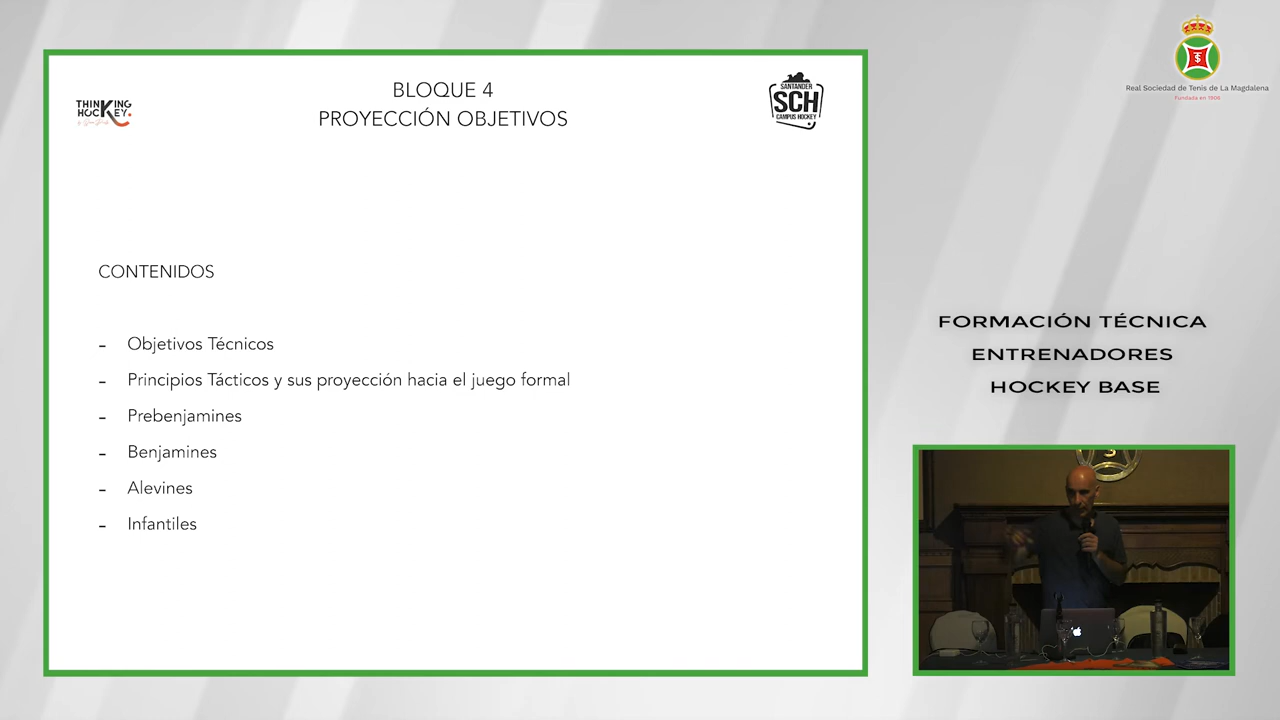 BLOQUE 4
PROYECCIÓN OBJETIVOS
THINKING
HOCKEY.
SANTANDER
SCH
CAMPUS HOCKEY
CONTENIDOS
- Objetivos Técnicos
- Principios Tácticos y sus proyección hacia el juego formal
- Prebenjamines
- Benjamines
- Alevines
- Infantiles
Real Sociedad de Tenis de La Magdalena
Fundada en 1906
FORMACIÓN TÉCNICA
ENTRENADORES
HOCKEY BASE